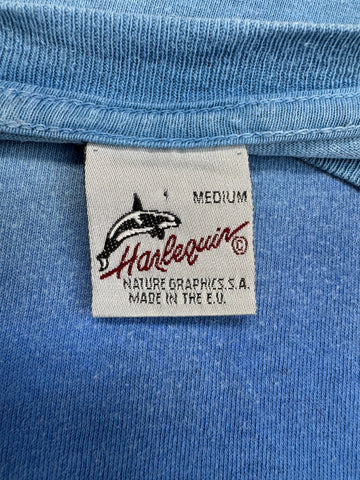 MEDIUM
Harlequin ©
NATURE GRAPHICS.S.A.
MADE IN THE E.U.